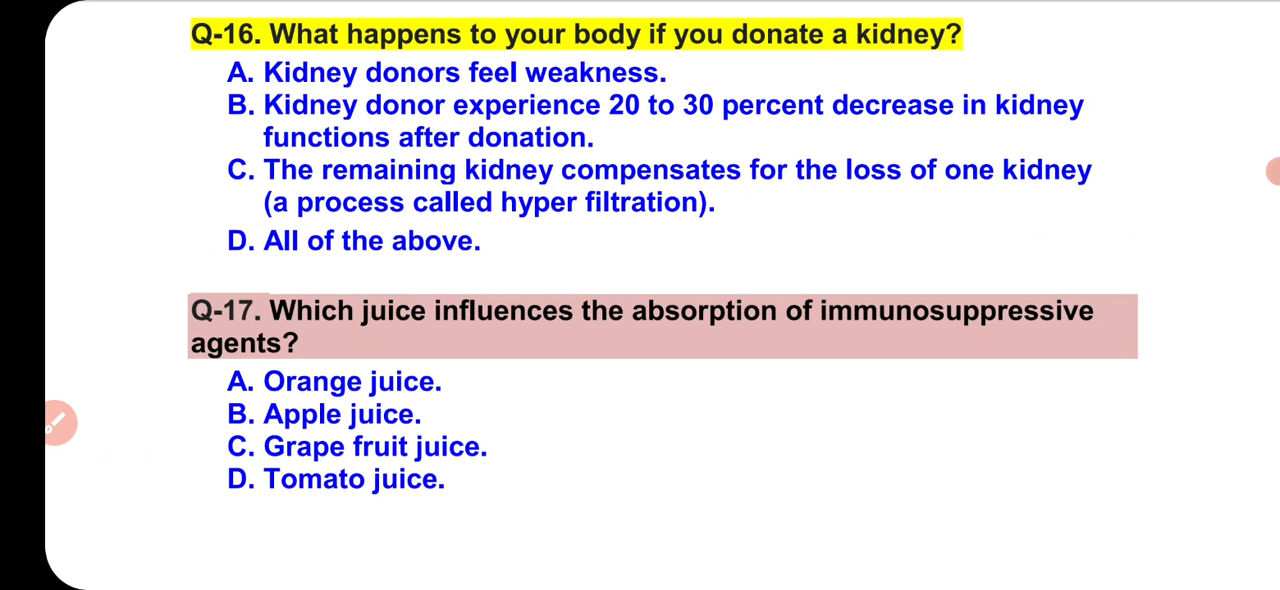 Q-16. What happens to your body if you donate a kidney?
A. Kidney donors feel weakness.
B. Kidney donor experience 20 to 30 percent decrease in kidney
functions after donation.
C. The remaining kidney compensates for the loss of one kidney
(a process called hyper filtration).
D. All of the above.
Q-17. Which juice influences the absorption of immunosuppressive
agents?
A. Orange juice.
B. Apple juice.
C. Grape fruit juice.
D. Tomato juice.